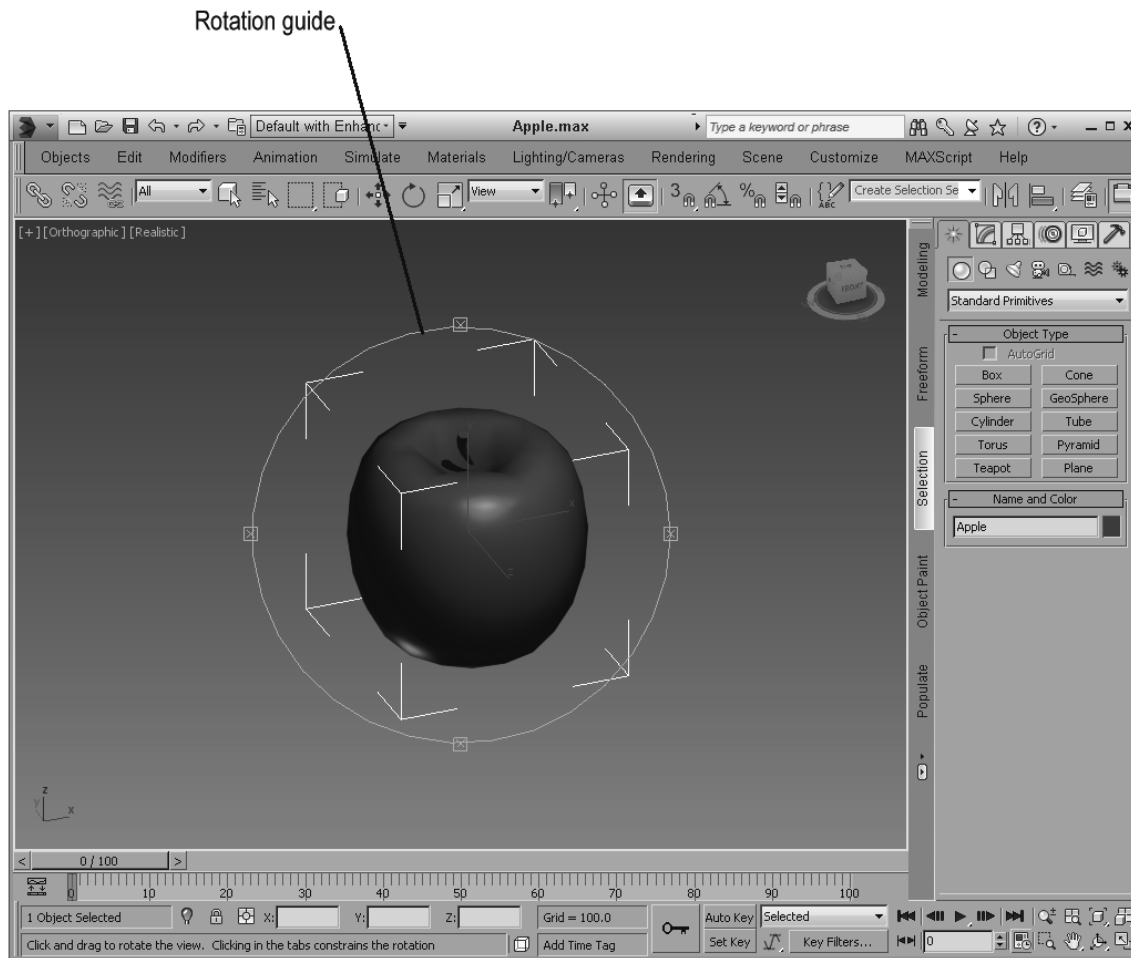 Rotation guide
Default with Enhanc
Apple.max
Type a keyword or phrase
Objects Edit Modifiers Animation Simulate Materials Lighting/Cameras Rendering Scene Customize MAXScript Help
All
View
3
%
ABC
Create Selection Se
[+][Orthographic][Realistic]
Modeling
Freeform
Selection
Object Paint
Populate
Standard Primitives
- Object Type
AutoGrid
Box Cone
Sphere GeoSphere
Cylinder Tube
Torus Pyramid
Teapot Plane
- Name and Color
Apple
x
z
z
y
x
< 0 / 100 >
0 10 20 30 40 50 60 70 80 90 100
1 Object Selected X: Y: Z: Grid = 100.0 Auto Key Selected
Click and drag to rotate the view. Clicking in the tabs constrains the rotation Add Time Tag Set Key Key Filters... 0